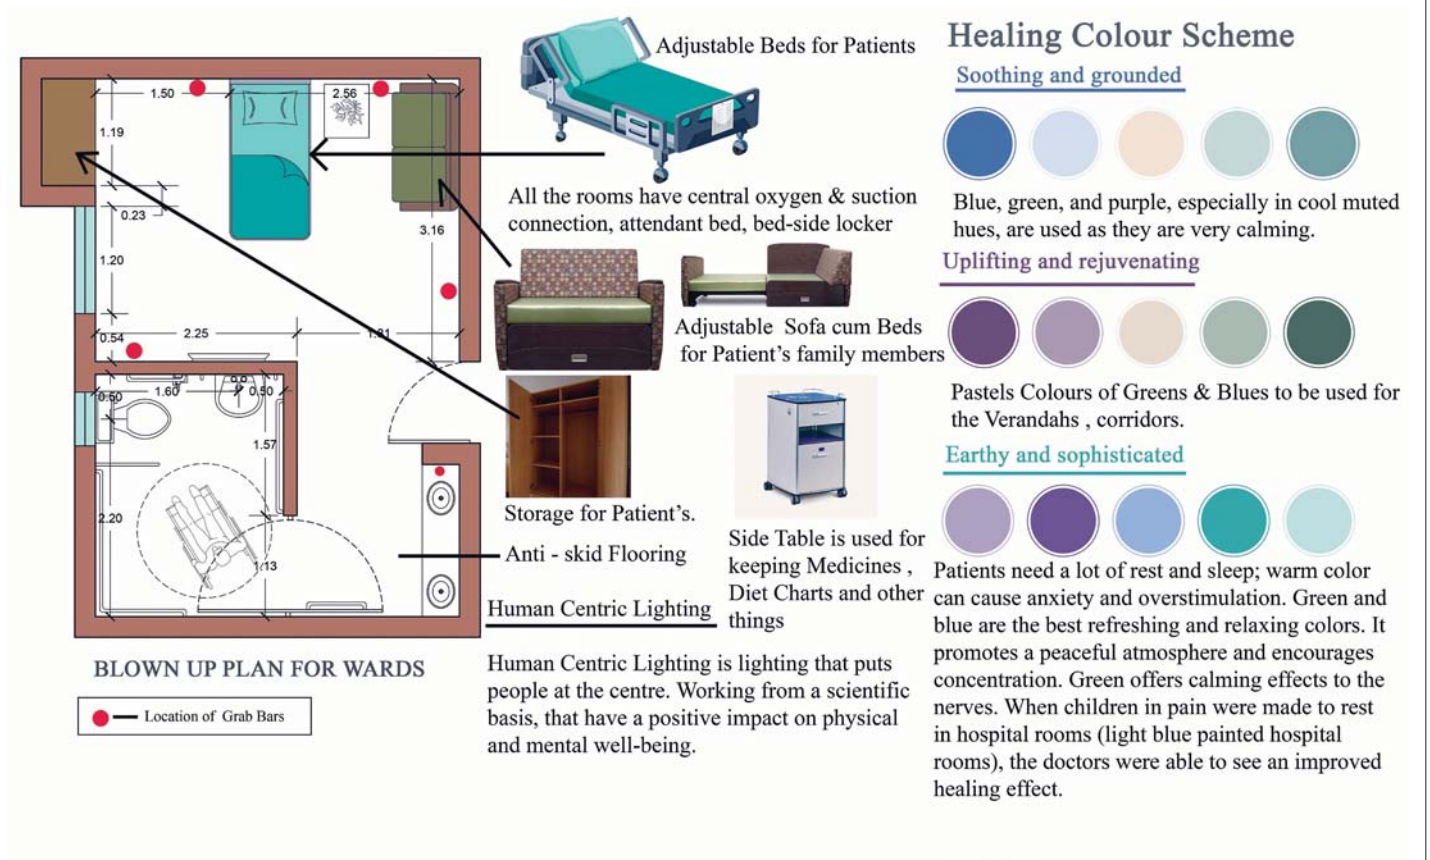 Adjustable Beds for Patients
1.50
2.56
1.19
0.23
3.16
1.20
0.54
2.25
1.81
0.50
1.60
0.50
1.57
2.20
1.13
BLOWN UP PLAN FOR WARDS
Location of Grab Bars
All the rooms have central oxygen & suction
connection, attendant bed, bed-side locker
Adjustable Sofa cum Beds
for Patient’s family members
Storage for Patient’s.
Anti - skid Flooring
Side Table is used for
keeping Medicines ,
Diet Charts and other
things
Human Centric Lighting
Human Centric Lighting is lighting that puts
people at the centre. Working from a scientific
basis, that have a positive impact on physical
and mental well-being.
Healing Colour Scheme
Soothing and grounded
Blue, green, and purple, especially in cool muted
hues, are used as they are very calming.
Uplifting and rejuvenating
Pastels Colours of Greens & Blues to be used for
the Verandahs , corridors.
Earthy and sophisticated
Patients need a lot of rest and sleep; warm color
can cause anxiety and overstimulation. Green and
blue are the best refreshing and relaxing colors. It
promotes a peaceful atmosphere and encourages
concentration. Green offers calming effects to the
nerves. When children in pain were made to rest
in hospital rooms (light blue painted hospital
rooms), the doctors were able to see an improved
healing effect.